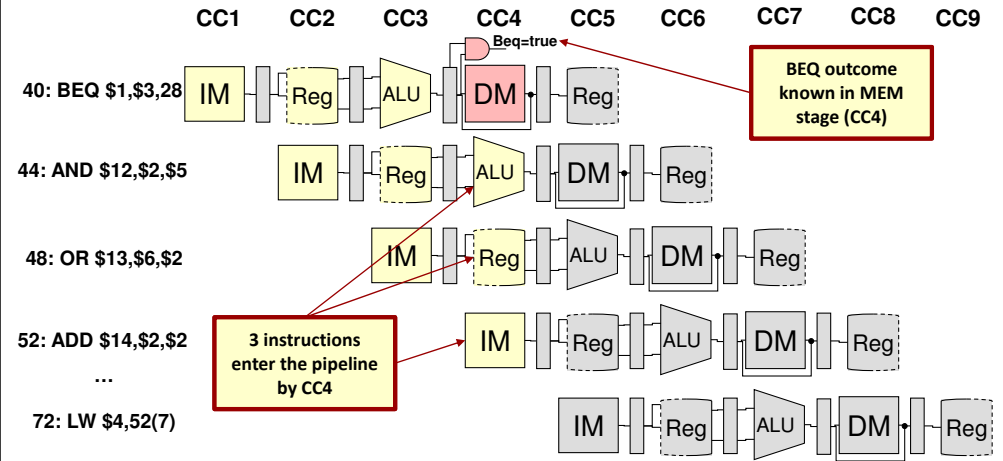 CC1 CC2 CC3 CC4 CC5 CC6 CC7 CC8 CC9
Beq=true
BEQ outcome
known in MEM
stage (CC4)
40: BEQ $1,$3,28 IM Reg ALU DM Reg
44: AND $12,$2,$5 IM Reg ALU DM Reg
48: OR $13,$6,$2 IM Reg ALU DM Reg
52: ADD $14,$2,$2 IM Reg ALU DM Reg
3 instructions
enter the pipeline
by CC4
...
72: LW $4,52(7) IM Reg ALU DM Reg